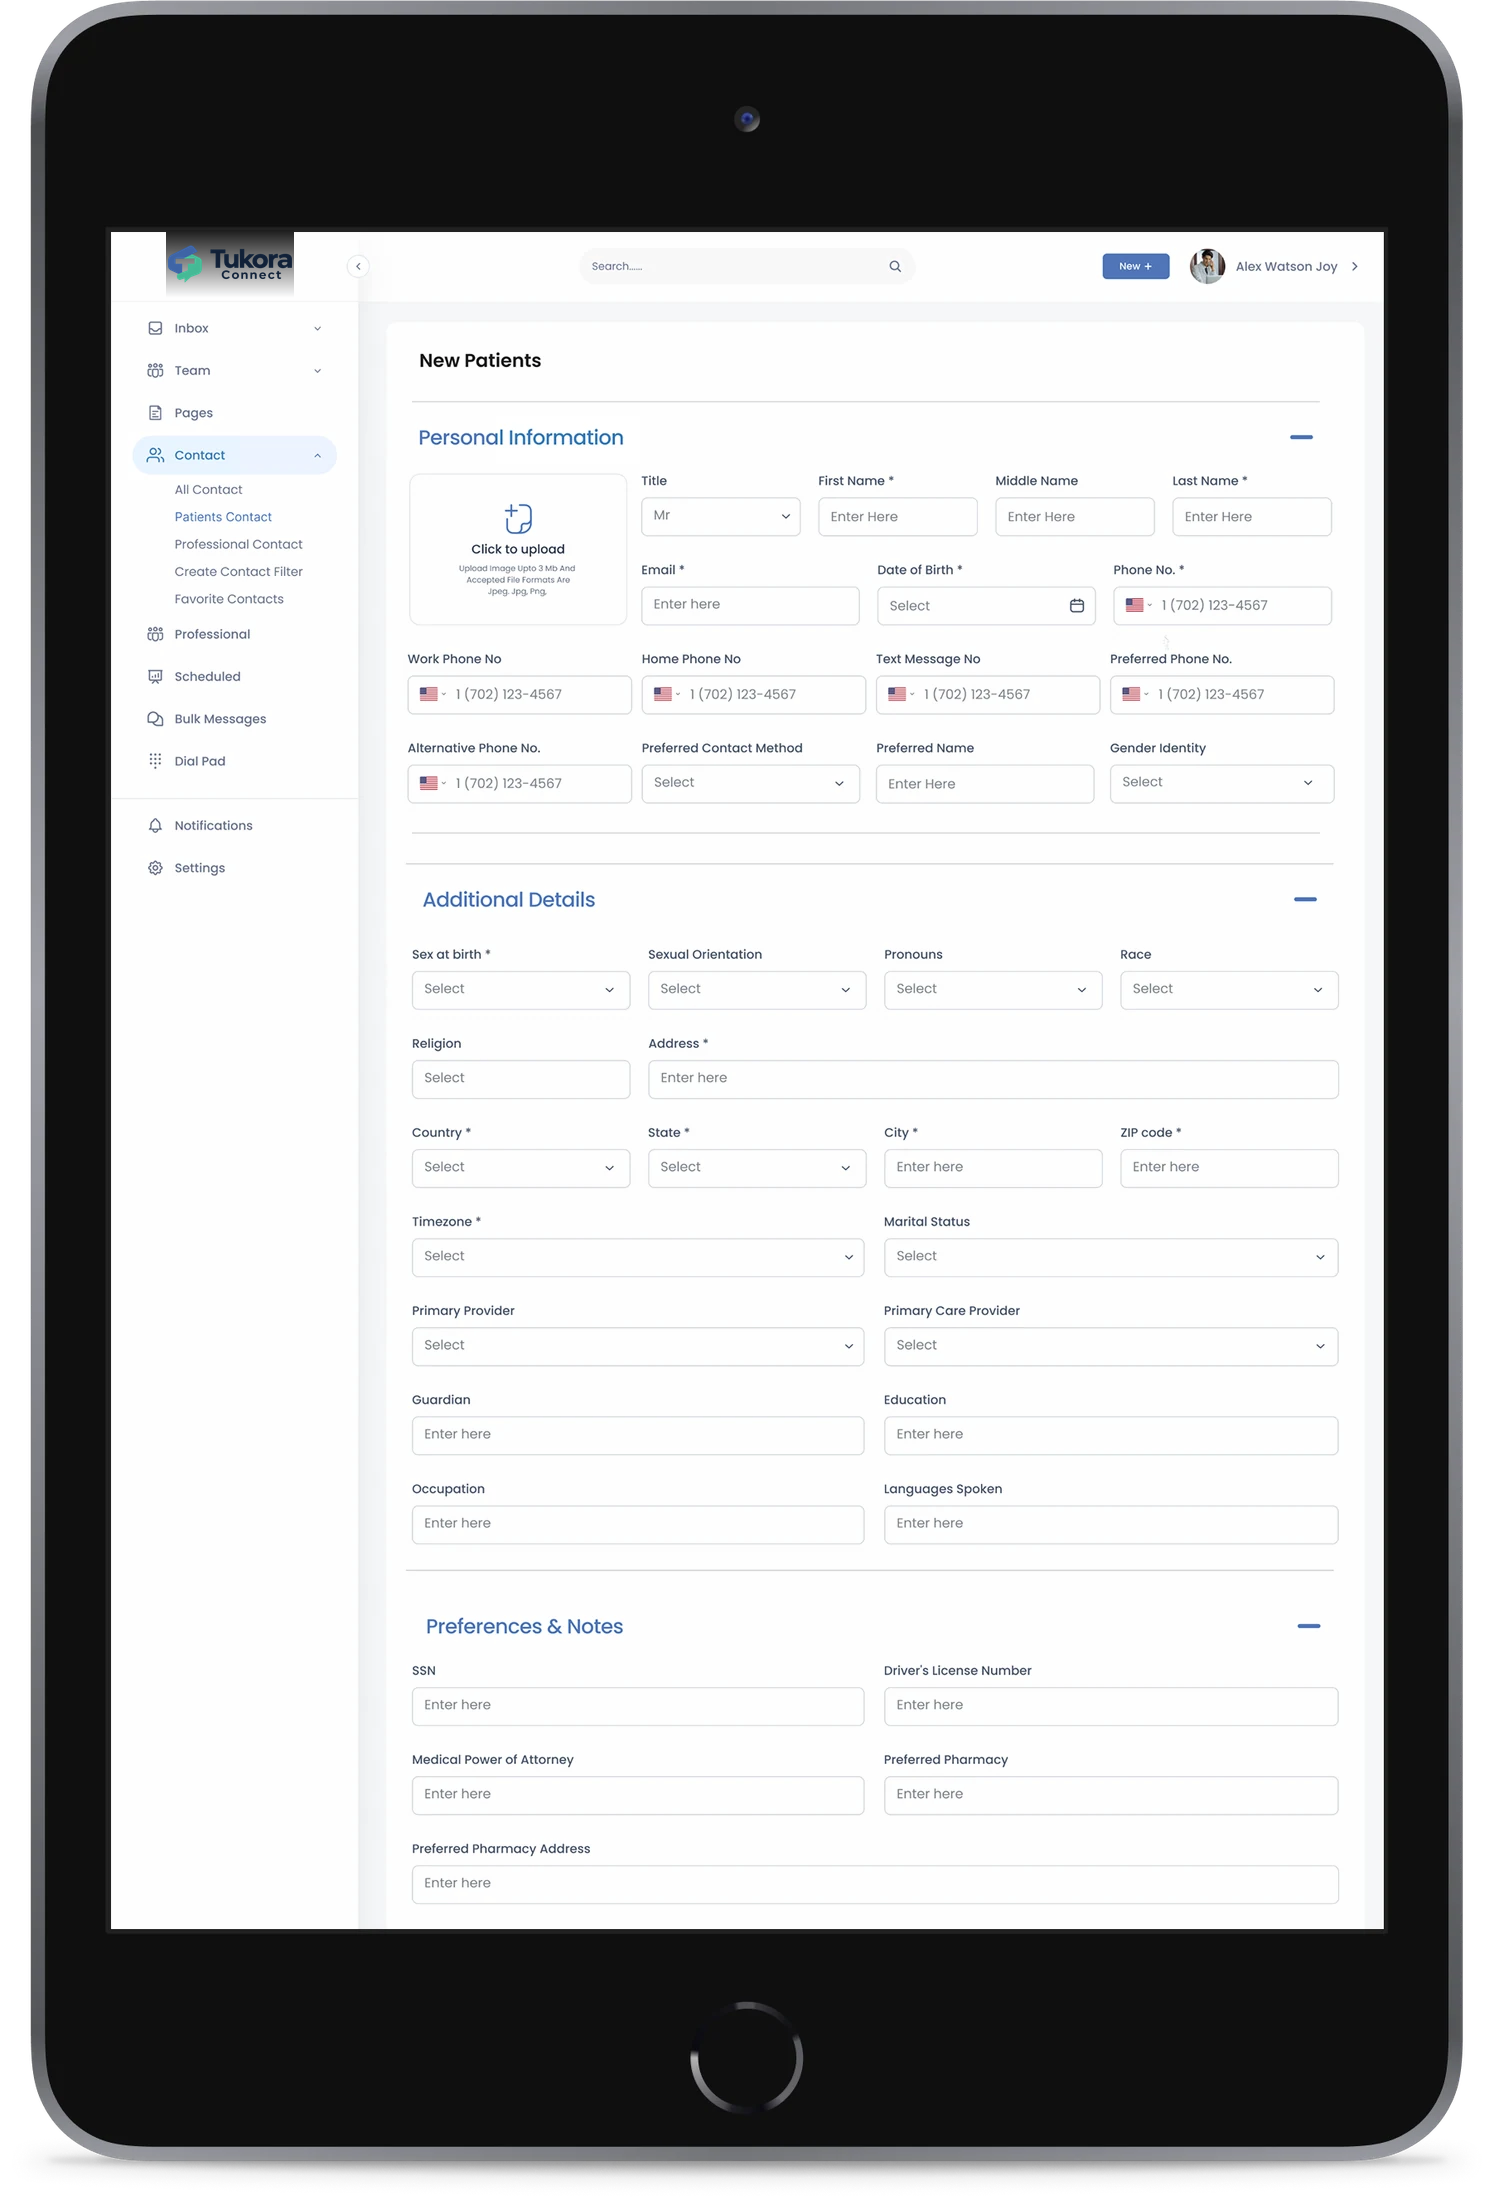 Tukora
Connect
Search......
New +
Alex Watson Joy
Inbox
Team
Pages
Contact
All Contact
Patients Contact
Professional Contact
Create Contact Filter
Favorite Contacts
Professional
Scheduled
Bulk Messages
Dial Pad
Notifications
Settings
New Patients
Personal Information
Click to upload
Upload Image Upto 3 Mb And
Accepted File Formats Are
Jpeg. Jpg, Png,
Title First Name * Middle Name Last Name *
Mr Enter Here Enter Here Enter Here
Email * Date of Birth * Phone No. *
Enter here Select 1 (702) 123-4567
Work Phone No Home Phone No Text Message No Preferred Phone No.
1 (702) 123-4567 1 (702) 123-4567 1 (702) 123-4567 1 (702) 123-4567
Alternative Phone No. Preferred Contact Method Preferred Name Gender Identity
1 (702) 123-4567 Select Enter Here Select
Additional Details
Sex at birth * Sexual Orientation Pronouns Race
Select Select Select Select
Religion Address *
Select Enter here
Country * State * City * ZIP code *
Select Select Enter here Enter here
Timezone * Marital Status
Select Select
Primary Provider Primary Care Provider
Select Select
Guardian Education
Enter here Enter here
Occupation Languages Spoken
Enter here Enter here
Preferences & Notes
SSN Driver's License Number
Enter here Enter here
Medical Power of Attorney Preferred Pharmacy
Enter here Enter here
Preferred Pharmacy Address
Enter here